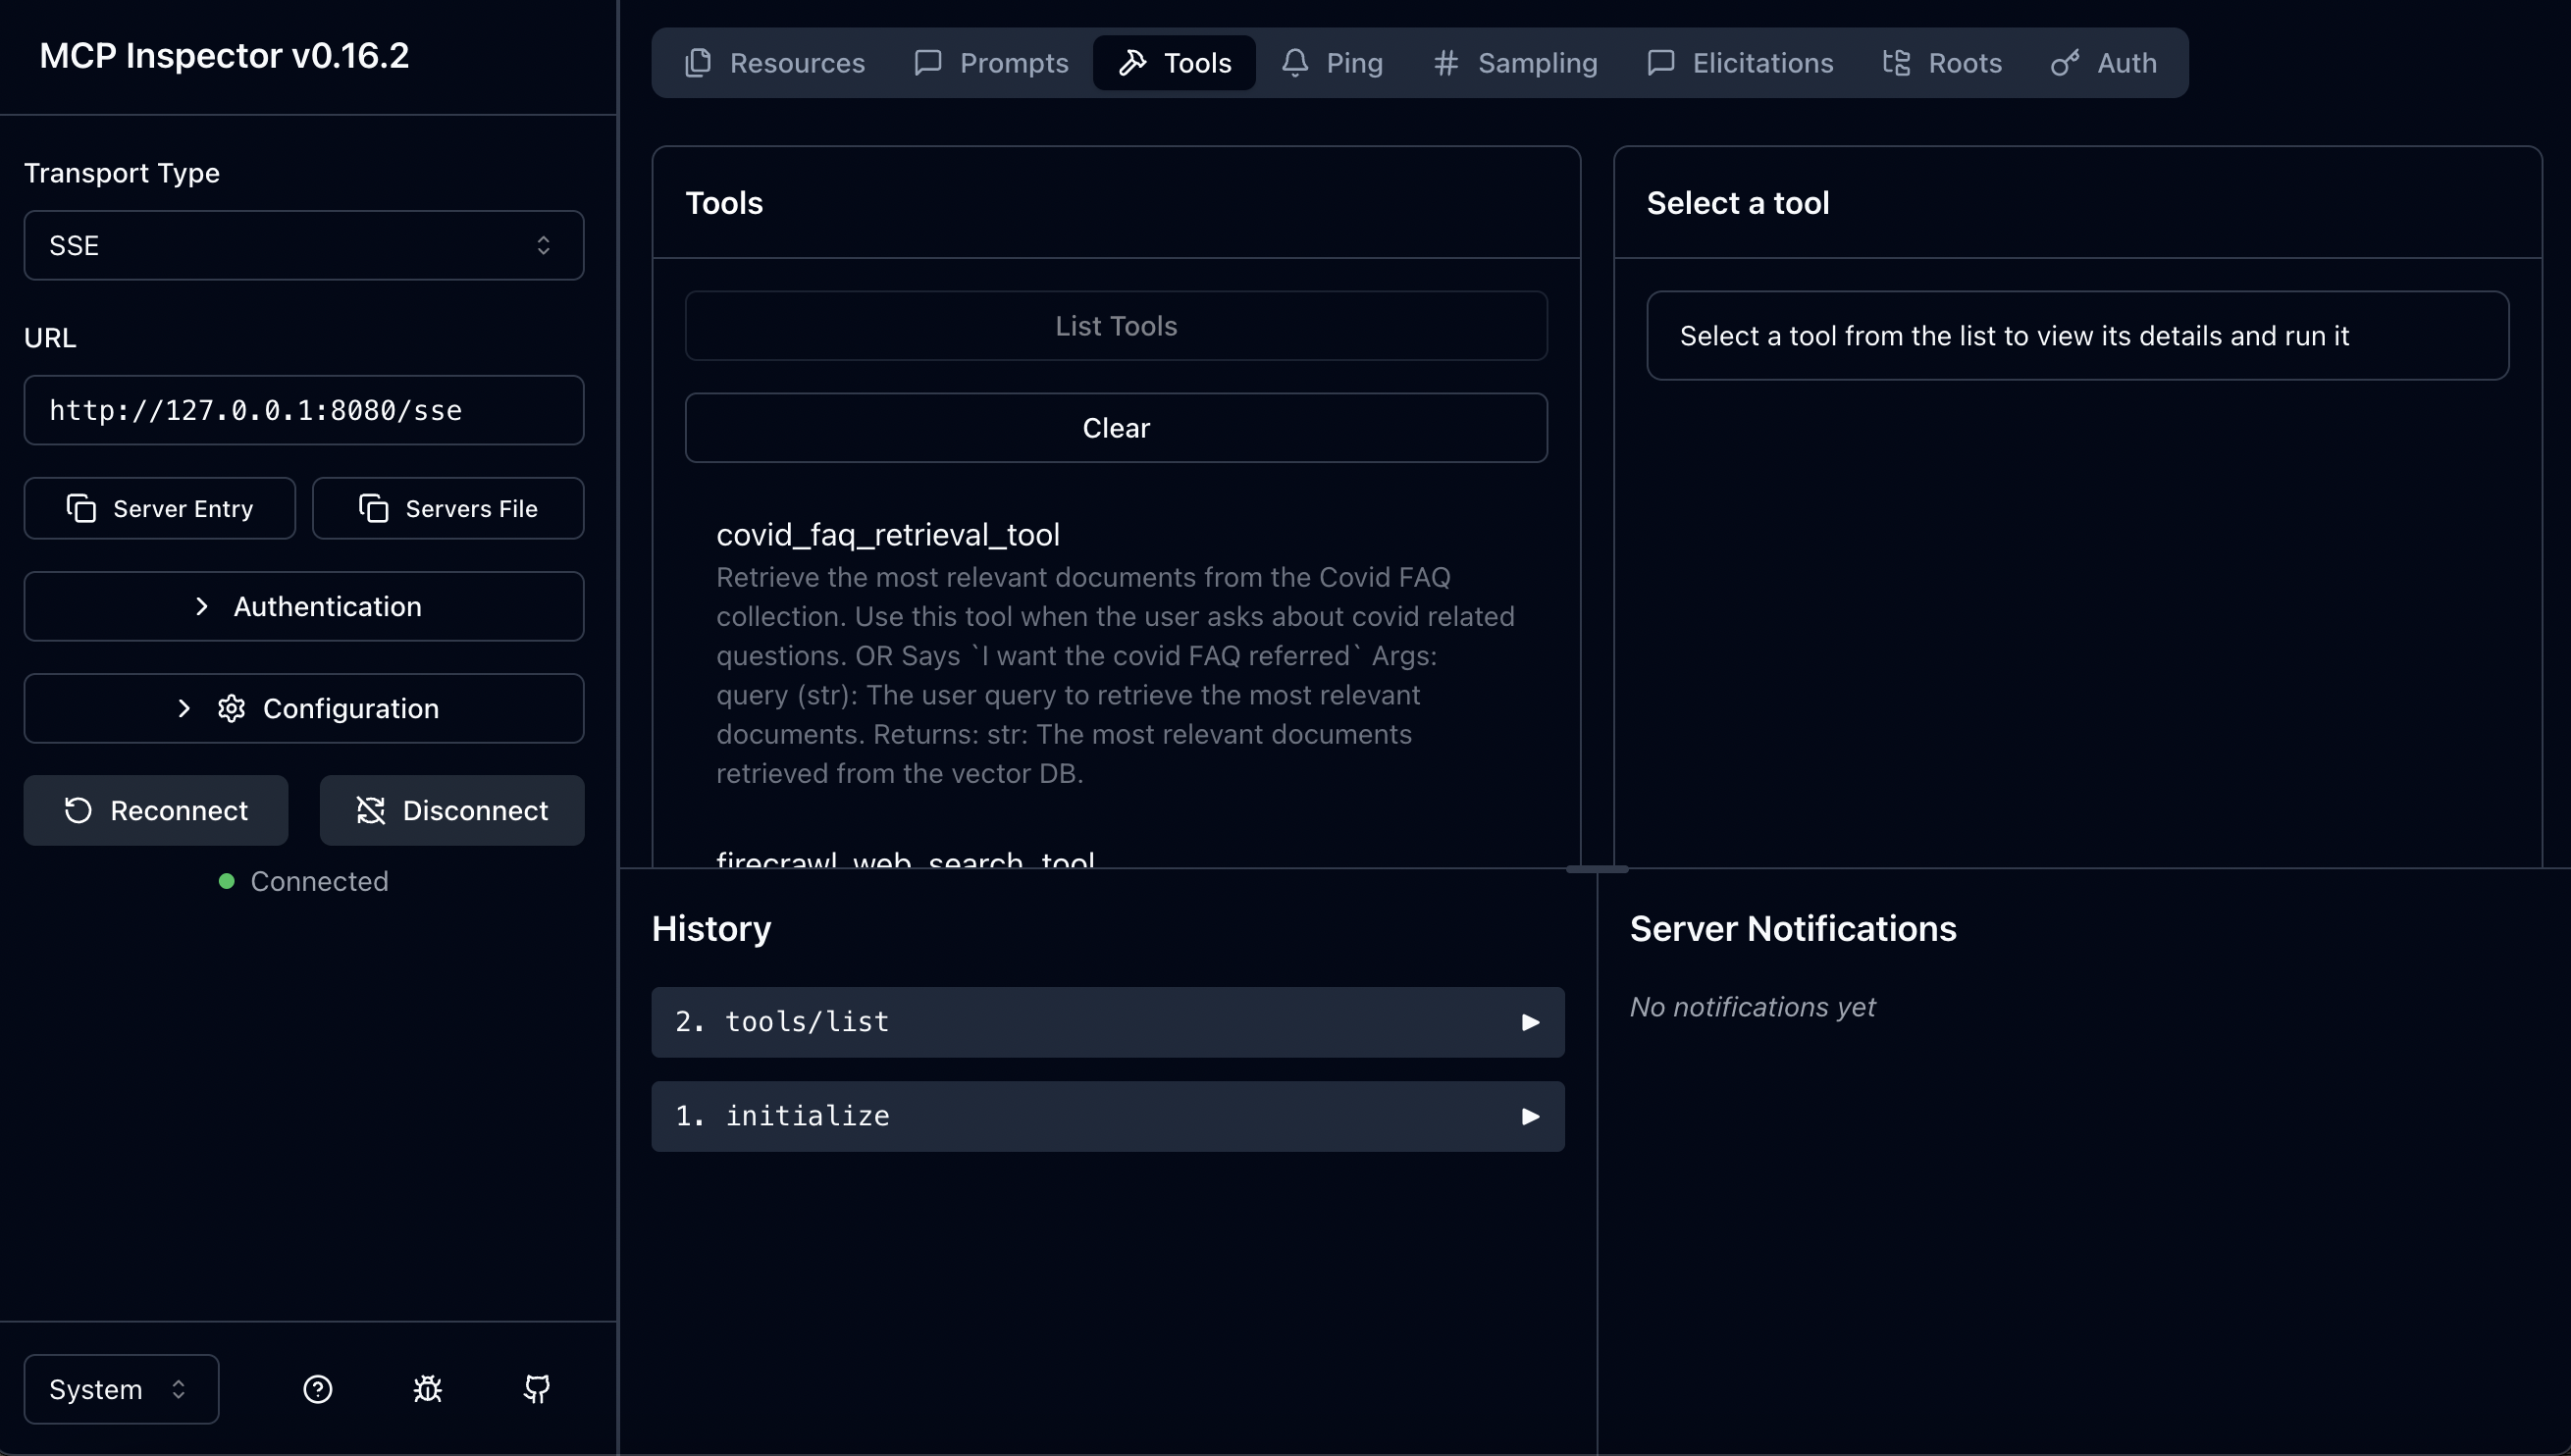 MCP Inspector v0.16.2
Transport Type
SSE
URL
http://127.0.0.1:8080/sse
Server Entry
Servers File
Authentication
Configuration
Reconnect
Disconnect
Connected
System
Resources
Prompts
Tools
Ping
Sampling
Elicitations
Roots
Auth
Tools
List Tools
Clear
covid_faq_retrieval_tool
Retrieve the most relevant documents from the Covid FAQ
collection. Use this tool when the user asks about covid related
questions. OR Says `I want the covid FAQ referred` Args:
query (str): The user query to retrieve the most relevant
documents. Returns: str: The most relevant documents
retrieved from the vector DB.
firecrawl_web_search_tool
Select a tool
Select a tool from the list to view its details and run it
History
2. tools/list
1. initialize
Server Notifications
No notifications yet